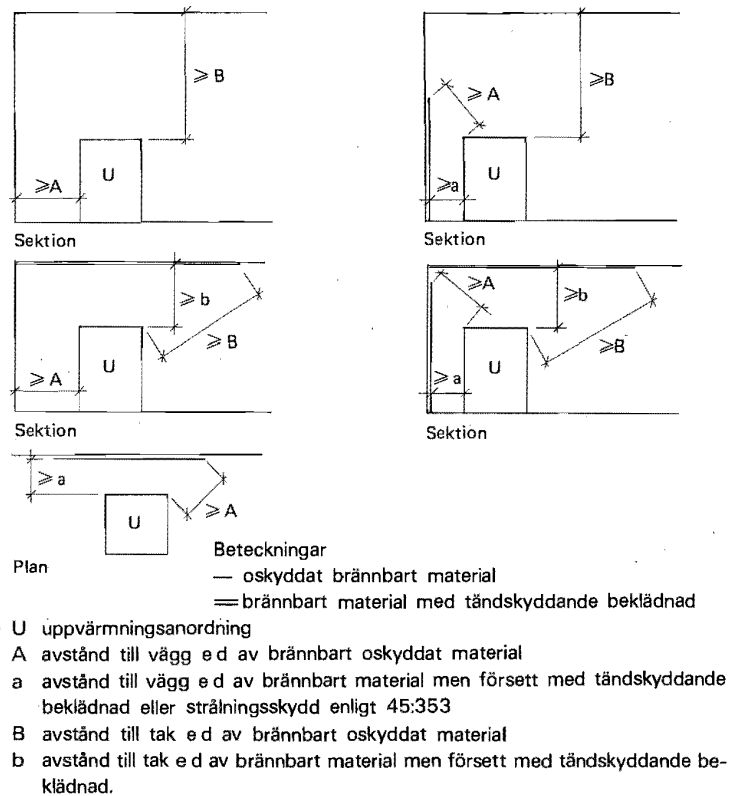 ≥ B
≥A
U
Sektion
≥ A
≥B
≥a
U
Sektion
≥ b
≥ B
≥ A
U
Sektion
≥A
≥b
≥B
≥ a
U
Sektion
≥ a
≥ A
U
Plan
Beteckningar
— oskyddat brännbart material
═ brännbart material med tändskyddande beklädnad
U uppvärmningsanordning
A avstånd till vägg e d av brännbart oskyddat material
a avstånd till vägg e d av brännbart material men försett med tändskyddande
beklädnad eller strålningsskydd enligt 45:353
B avstånd till tak e d av brännbart oskyddat material
b avstånd till tak e d av brännbart material men försett med tändskyddande be-
klädnad.